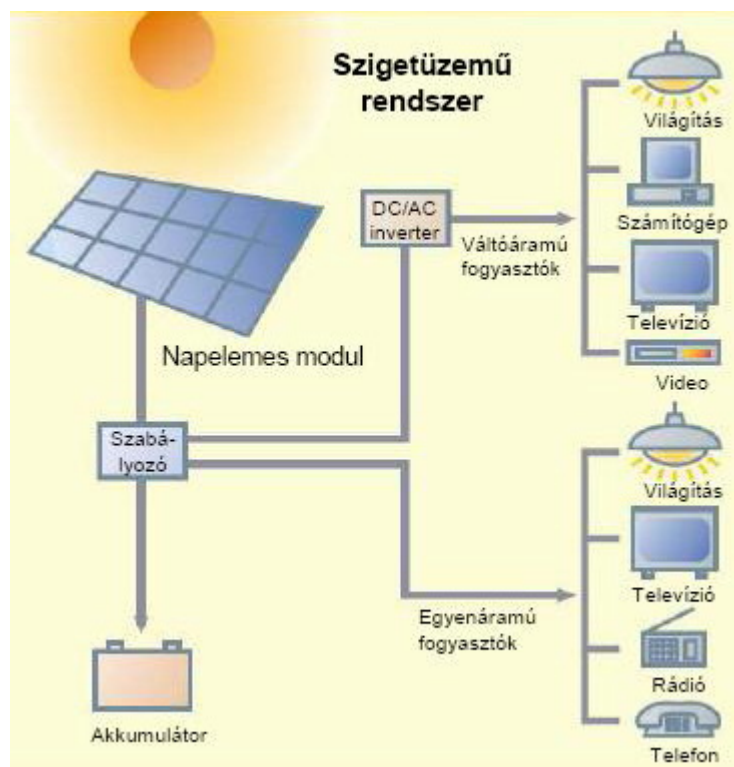 Szigetüzemű
rendszer
Világítás
DC/AC
inverter
Váltóáramú
fogyasztók
Számítógép
Televízió
Video
Napelemes modul
Szabá-
lyozó
Világítás
Televízió
Egyenáramú
fogyasztók
Rádió
Akkumulátor
Telefon